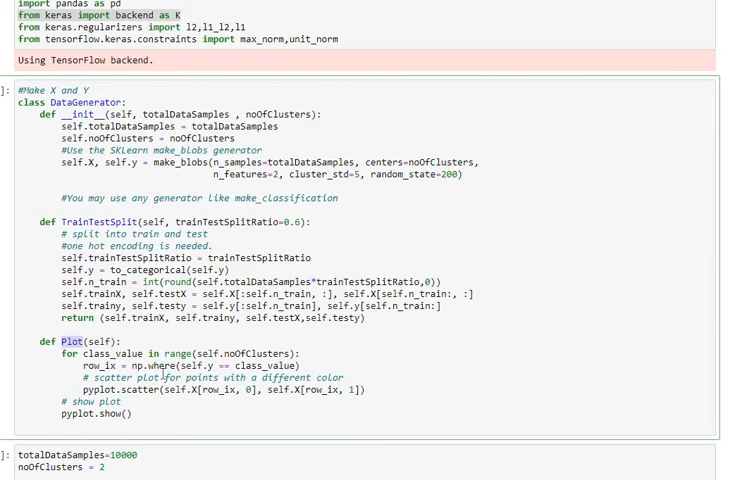 import pandas as pd
from keras import backend as K
from keras.regularizers import l2,l1_l2,l1
from tensorflow.keras.constraints import max_norm,unit_norm
Using TensorFlow backend.
]: #Make X and Y
class DataGenerator:
def __init__(self, totalDataSamples , noOfClusters):
self.totalDataSamples = totalDataSamples
self.noOfClusters = noOfClusters
#Use the SKLearn make_blobs generator
self.X, self.y = make_blobs(n_samples=totalDataSamples, centers=noOfClusters,
n_features=2, cluster_std=5, random_state=200)
#You may use any generator like make_classification
def TrainTestSplit(self, trainTestSplitRatio=0.6):
# split into train and test
#one hot encoding is needed.
self.trainTestSplitRatio = trainTestSplitRatio
self.y = to_categorical(self.y)
self.n_train = int(round(self.totalDataSamples*trainTestSplitRatio,0))
self.trainX, self.testX = self.X[:self.n_train, :], self.X[self.n_train:, :]
self.trainy, self.testy = self.y[:self.n_train], self.y[self.n_train:]
return (self.trainX, self.trainy, self.testX,self.testy)
def Plot(self):
for class_value in range(self.noOfClusters):
row_ix = np.where(self.y == class_value)
# scatter plot for points with a different color
pyplot.scatter(self.X[row_ix, 0], self.X[row_ix, 1])
# show plot
pyplot.show()
]: totalDataSamples=10000
noOfClusters = 2